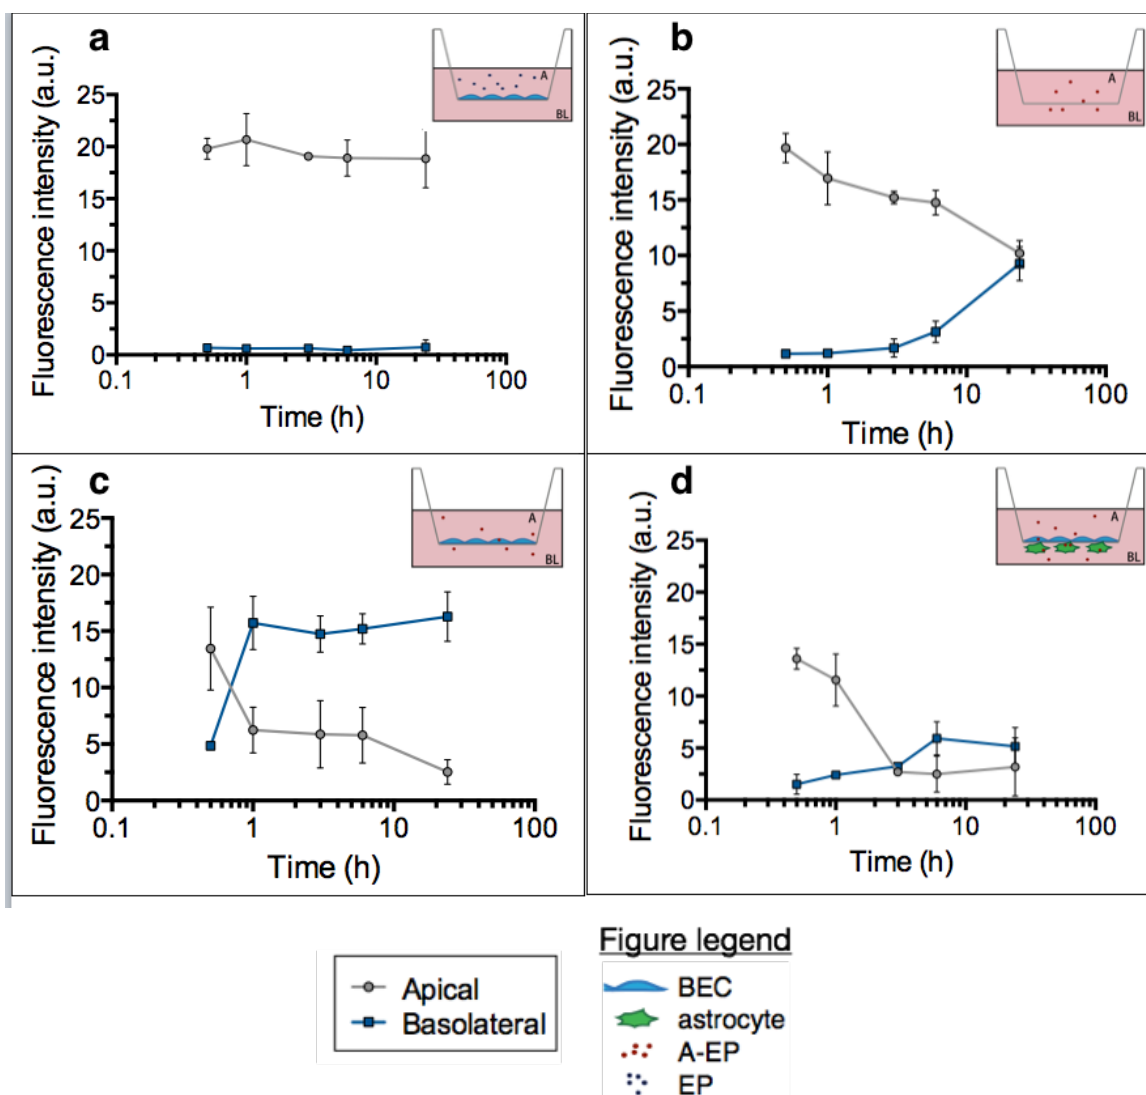 a
Fluorescence intensity (a.u.)
25
20
15
10
5
0
0.1 1 10 100
Time (h)
A
BL
b
Fluorescence intensity (a.u.)
25
20
15
10
5
0
0.1 1 10 100
Time (h)
A
BL
c
Fluorescence intensity (a.u.)
25
20
15
10
5
0
0.1 1 10 100
Time (h)
A
BL
d
Fluorescence intensity (a.u.)
25
20
15
10
5
0
0.1 1 10 100
Time (h)
A
BL
Apical
Basolateral
Figure legend
BEC
astrocyte
A-EP
EP